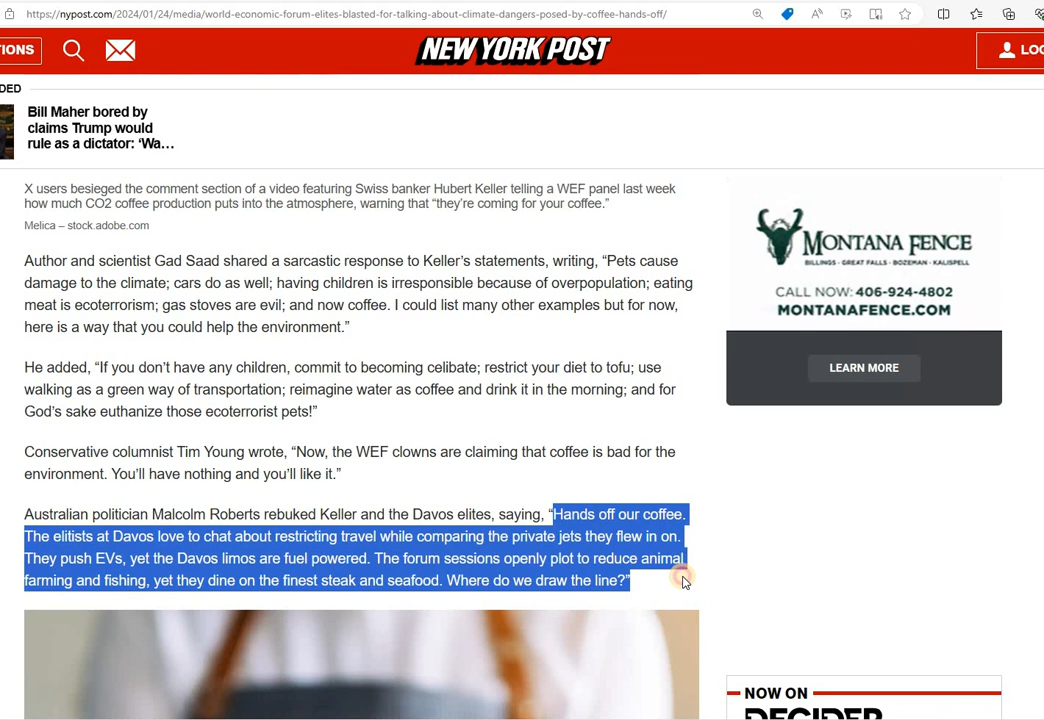 https://nypost.com/2024/01/24/media/world-economic-forum-elites-blasted-for-talking-about-climate-dangers-posed-by-coffee-hands-off/
TIONS
NEW YORK POST
LOG
DED
Bill Maher bored by
claims Trump would
rule as a dictator: ‘Wa…
X users besieged the comment section of a video featuring Swiss banker Hubert Keller telling a WEF panel last week
how much CO2 coffee production puts into the atmosphere, warning that “they’re coming for your coffee.”
Melica – stock.adobe.com
Author and scientist Gad Saad shared a sarcastic response to Keller’s statements, writing, “Pets cause
damage to the climate; cars do as well; having children is irresponsible because of overpopulation; eating
meat is ecoterrorism; gas stoves are evil; and now coffee. I could list many other examples but for now,
here is a way that you could help the environment.”
He added, “If you don’t have any children, commit to becoming celibate; restrict your diet to tofu; use
walking as a green way of transportation; reimagine water as coffee and drink it in the morning; and for
God’s sake euthanize those ecoterrorist pets!”
Conservative columnist Tim Young wrote, “Now, the WEF clowns are claiming that coffee is bad for the
environment. You’ll have nothing and you’ll like it.”
Australian politician Malcolm Roberts rebuked Keller and the Davos elites, saying, “Hands off our coffee.
The elitists at Davos love to chat about restricting travel while comparing the private jets they flew in on.
They push EVs, yet the Davos limos are fuel powered. The forum sessions openly plot to reduce animal
farming and fishing, yet they dine on the finest steak and seafood. Where do we draw the line?”
MONTANA FENCE
BILLINGS - GREAT FALLS - BOZEMAN - KALISPELL
CALL NOW: 406-924-4802
MONTANAFENCE.COM
LEARN MORE
NOW ON
DECIDER